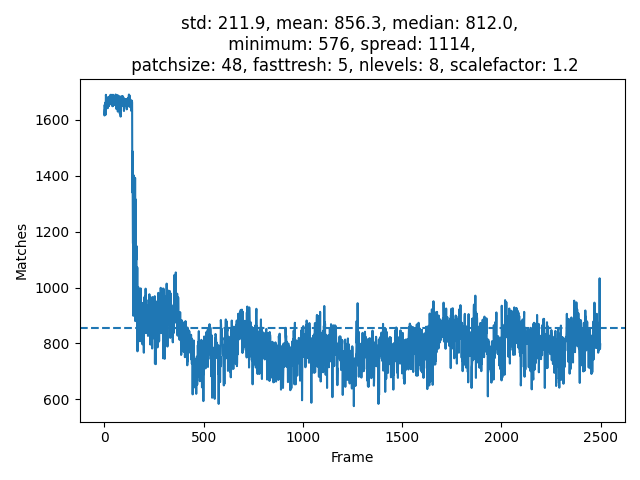 std: 211.9, mean: 856.3, median: 812.0,
minimum: 576, spread: 1114,
patchsize: 48, fasttresh: 5, nlevels: 8, scalefactor: 1.2
1600
1400
1200
1000
800
600
Matches
0
500
1000
1500
2000
2500
Frame